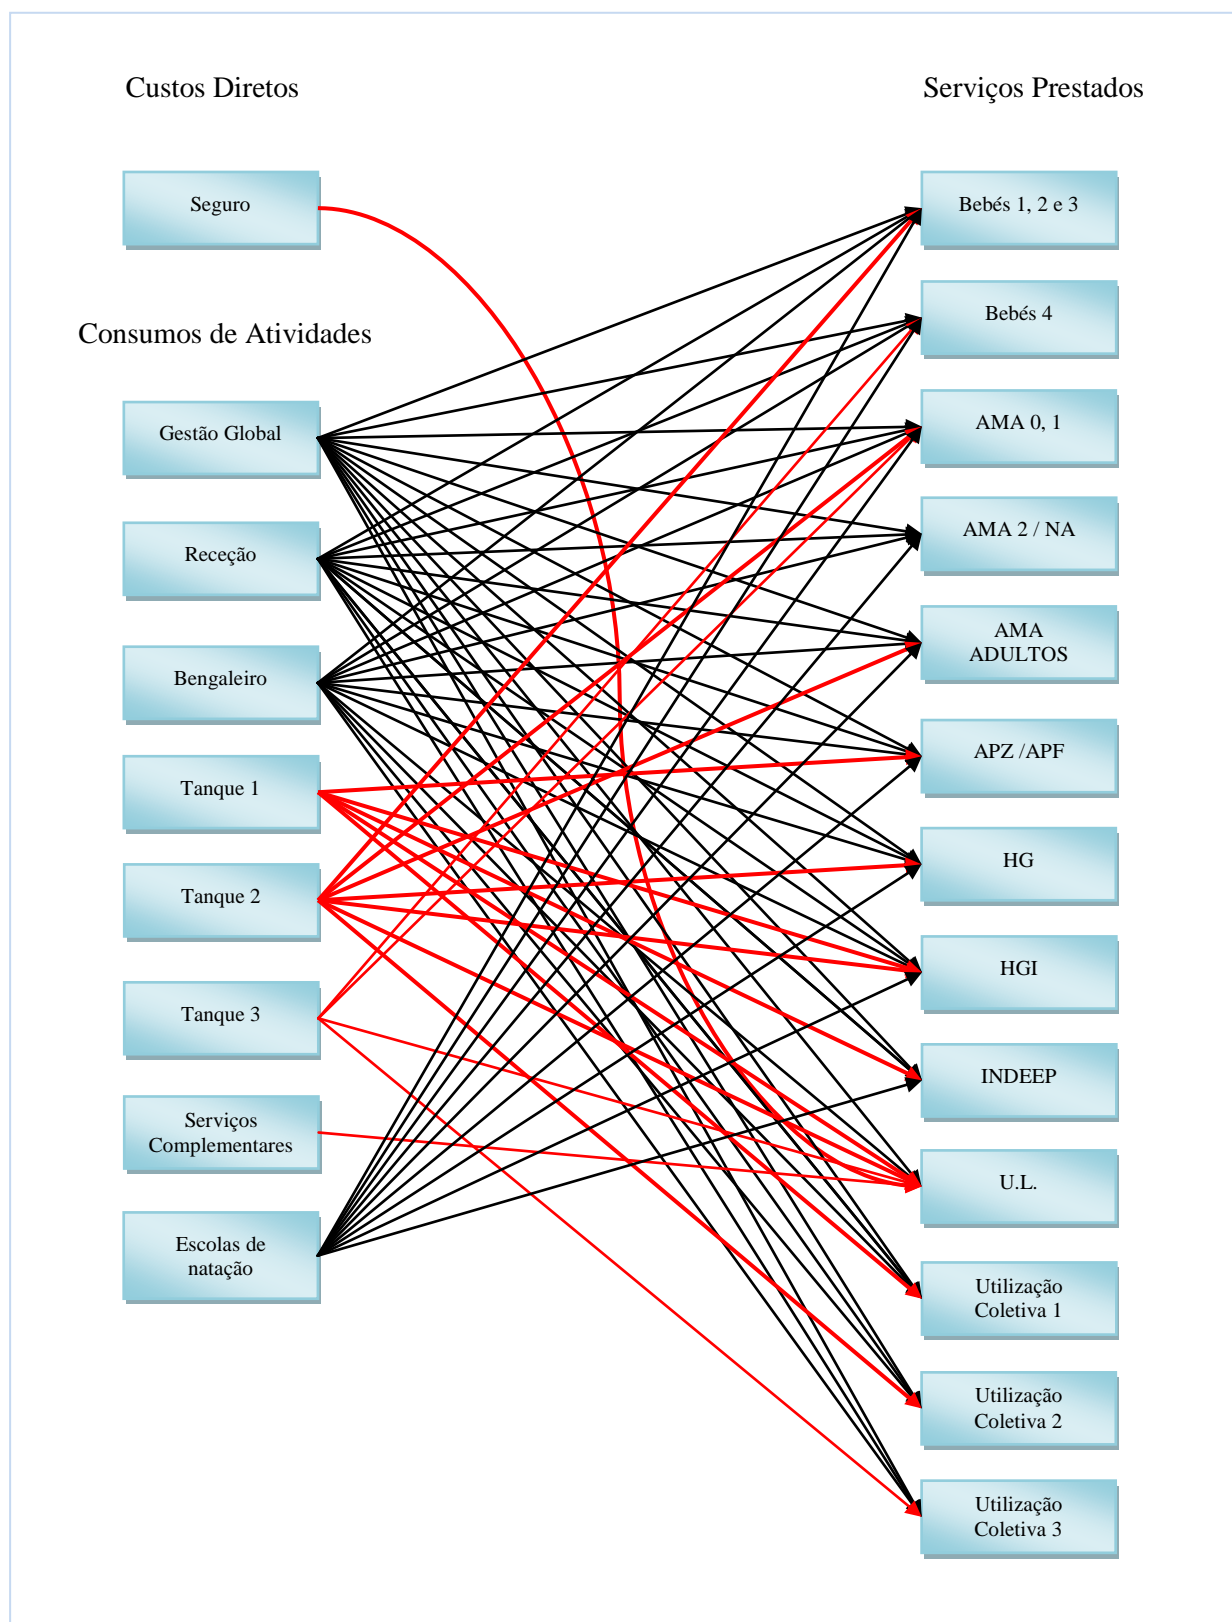 Custos Diretos
Seguro
Consumos de Atividades
Gestão Global
Receção
Bengaleiro
Tanque 1
Tanque 2
Tanque 3
Serviços
Complementares
Escolas de
natação
Serviços Prestados
Bebés 1, 2 e 3
Bebés 4
AMA 0, 1
AMA 2 / NA
AMA
ADULTOS
APZ /APF
HG
HGI
INDEEP
U.L.
Utilização
Coletiva 1
Utilização
Coletiva 2
Utilização
Coletiva 3